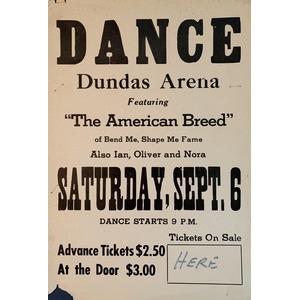 DANCE
Dundas Arena
Featuring
"The American Breed"
of Bend Me, Shape Me Fame
Also Ian, Oliver and Nora
SATURDAY, SEPT. 6
DANCE STARTS 9 P.M.
Tickets On Sale
Advance Tickets $2.50
At the Door $3.00
HERE